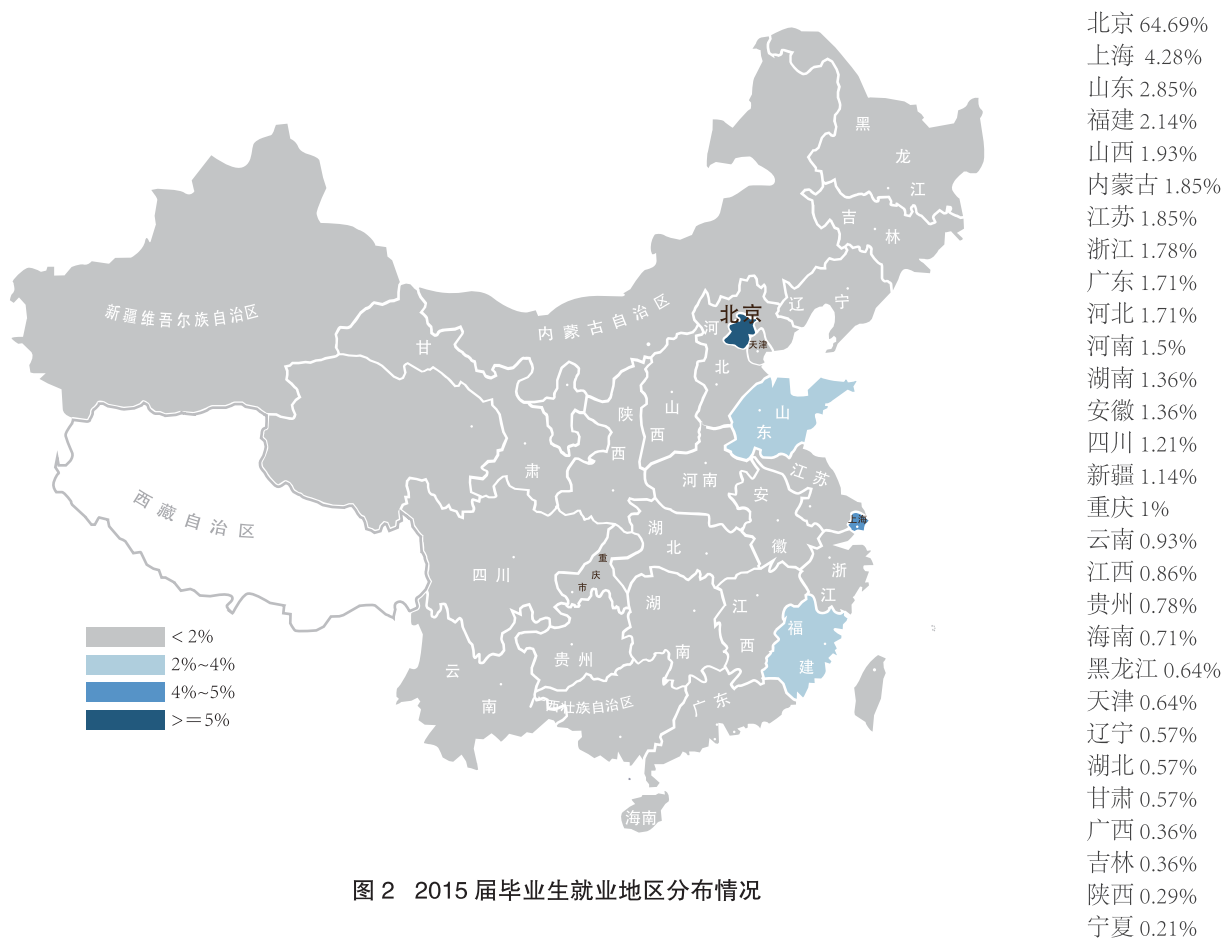 黑
龙
江
吉
林
辽 宁
新疆维吾尔族自治区
内蒙古自治区
北京
河
天津
甘
北
山
陕
山
东
西
西
肃
河南
江苏
安
西藏自治区
上海
湖
北
徽
重
庆
市
四川
浙
江
湖
江
福
西
南
建
贵州
云
南
西壮族自治区
广东
海南
< 2%
2%~4%
4%~5%
>=5%
图 2 2015 届毕业生就业地区分布情况
北京 64.69%
上海 4.28%
山东 2.85%
福建 2.14%
山西 1.93%
内蒙古 1.85%
江苏 1.85%
浙江 1.78%
广东 1.71%
河北 1.71%
河南 1.5%
湖南 1.36%
安徽 1.36%
四川 1.21%
新疆 1.14%
重庆 1%
云南 0.93%
江西 0.86%
贵州 0.78%
海南 0.71%
黑龙江 0.64%
天津 0.64%
辽宁 0.57%
湖北 0.57%
甘肃 0.57%
广西 0.36%
吉林 0.36%
陕西 0.29%
宁夏 0.21%